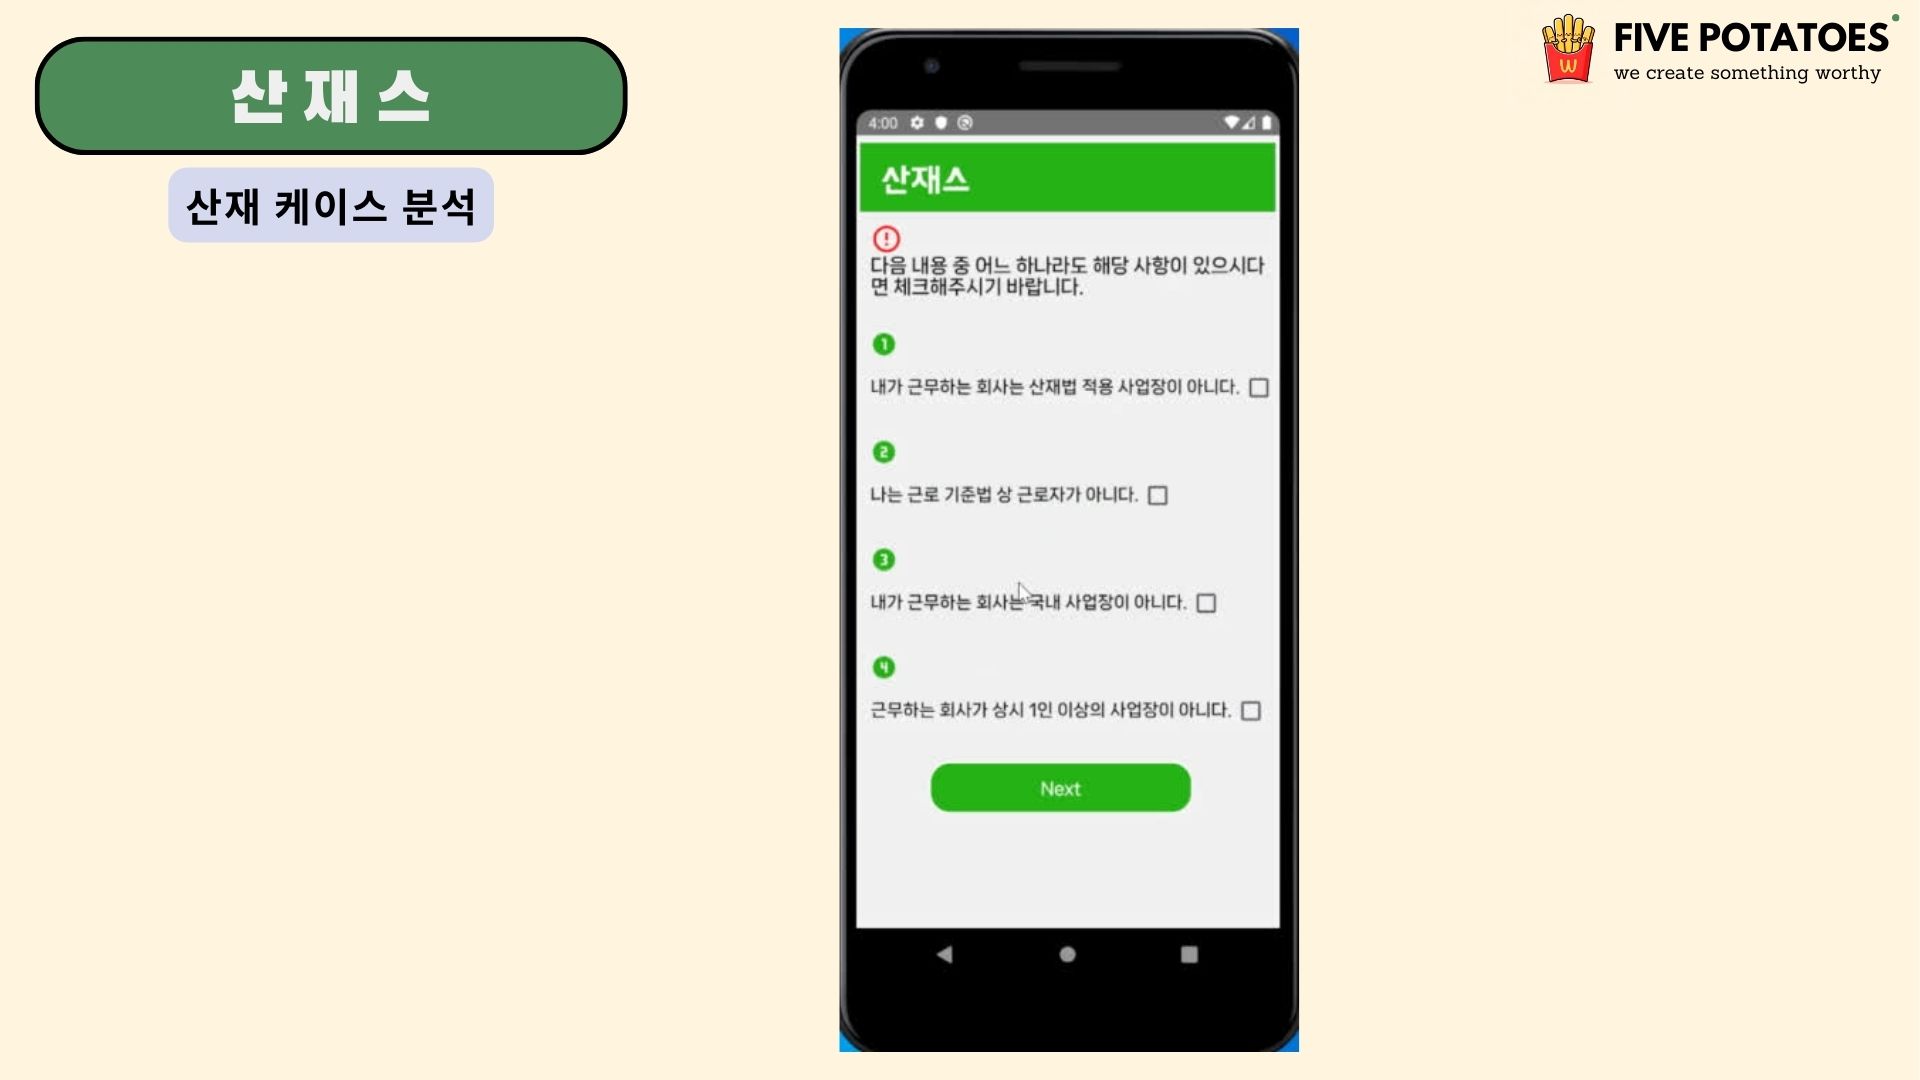 산재스
산재 케이스 분석
FIVE POTATOES
we create something worthy
W
4:00
산재스
다음 내용 중 어느 하나라도 해당 사항이 있으시다
면 체크해주시기 바랍니다.
1
내가 근무하는 회사는 산재법 적용 사업장이 아니다.
2
나는 근로 기준법 상 근로자가 아니다.
3
내가 근무하는 회사는 국내 사업장이 아니다.
4
근무하는 회사가 상시 1인 이상의 사업장이 아니다.
Next